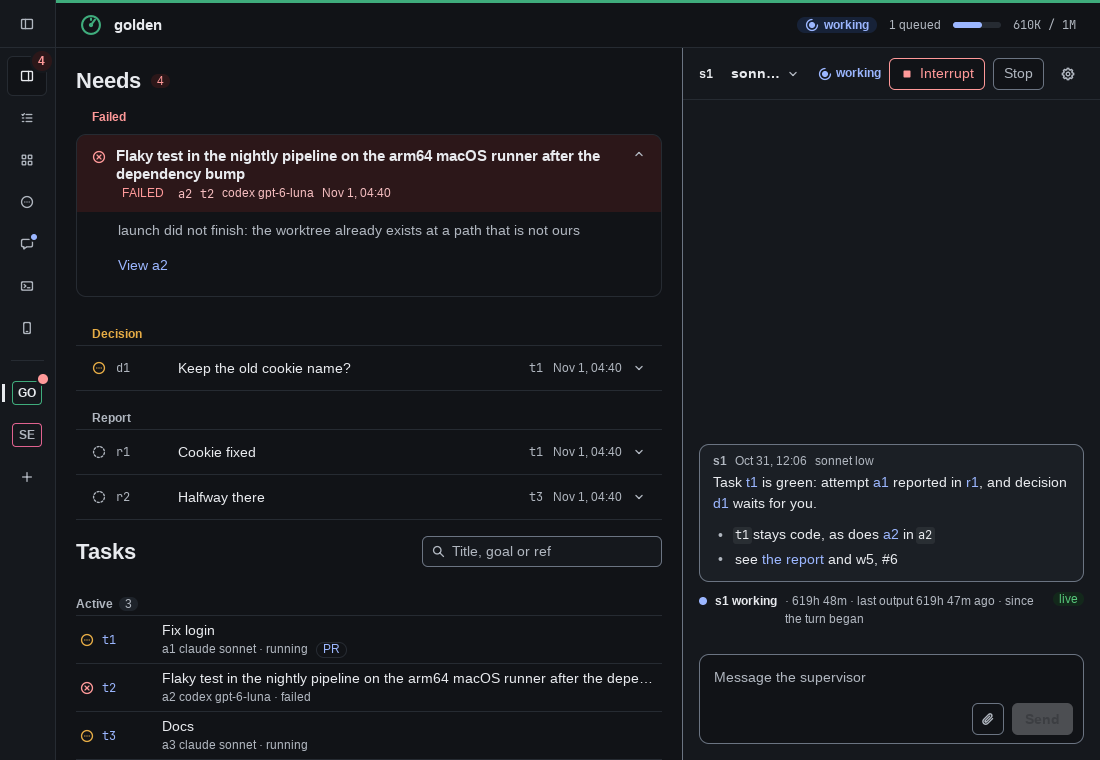 golden
working
1 queued
610K / 1M
4
GO
SE
Needs 4
Failed
Flaky test in the nightly pipeline on the arm64 macOS runner after the
dependency bump
FAILED a2 t2 codex gpt-6-luna Nov 1, 04:40
launch did not finish: the worktree already exists at a path that is not ours
View a2
Decision
d1 Keep the old cookie name? t1 Nov 1, 04:40
Report
r1 Cookie fixed t1 Nov 1, 04:40
r2 Halfway there t3 Nov 1, 04:40
Tasks
Title, goal or ref
Active 3
t1 Fix login
a1 claude sonnet · running PR
t2 Flaky test in the nightly pipeline on the arm64 macOS runner after the depe…
a2 codex gpt-6-luna · failed
t3 Docs
a3 claude sonnet · running
s1 sonn… working Interrupt Stop
s1 Oct 31, 12:06 sonnet low
Task t1 is green: attempt a1 reported in r1, and decision
d1 waits for you.
• t1 stays code, as does a2 in a2
• see the report and w5, #6
s1 working · 619h 48m · last output 619h 47m ago · since
the turn began
live
Message the supervisor
Send